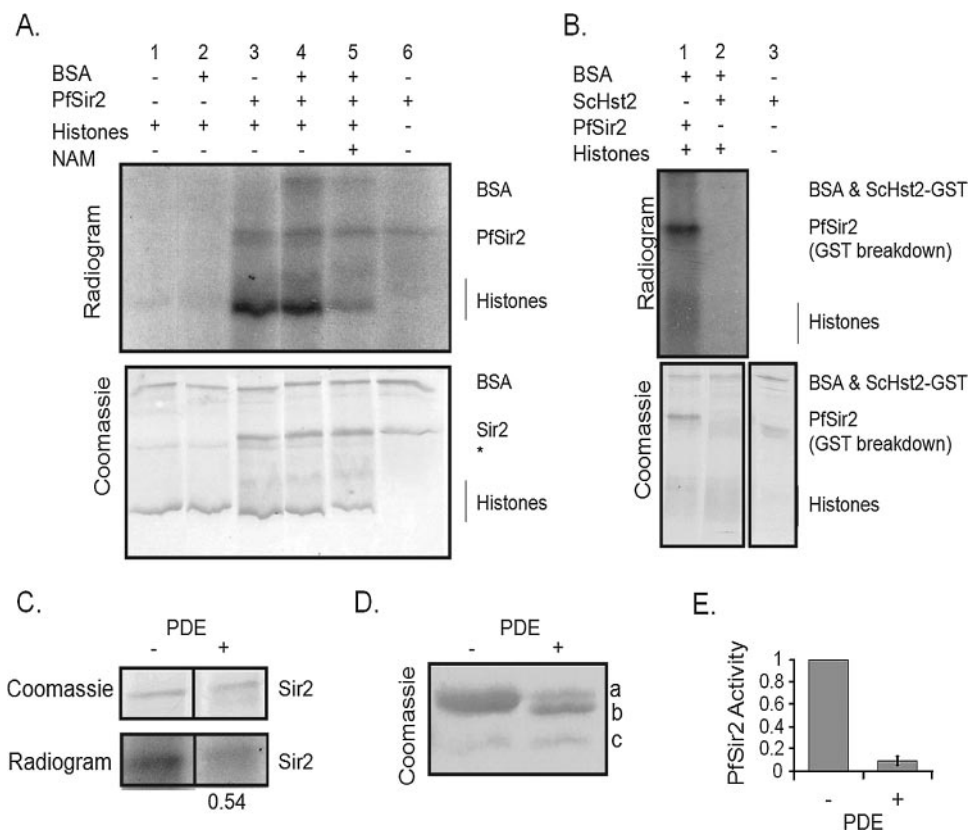 A.
1 2 3 4 5 6
BSA - + - + + -
PfSir2 - - + + + +
Histones + + + + + -
NAM - - - - + -
Radiogram
BSA
PfSir2
Histones
Coomassie
BSA
Sir2
*
Histones
B.
1 2 3
BSA + + -
ScHst2 - + +
PfSir2 + - -
Histones + + -
Radiogram
BSA & ScHst2-GST
PfSir2
(GST breakdown)
Histones
Coomassie
BSA & ScHst2-GST
PfSir2
(GST breakdown)
Histones
C.
PDE
- +
Coomassie Sir2
Radiogram Sir2
0.54
D.
PDE
- +
Coomassie
a
b
c
E.
PfSir2 Activity
1
0.8
0.6
0.4
0.2
0
- +
PDE